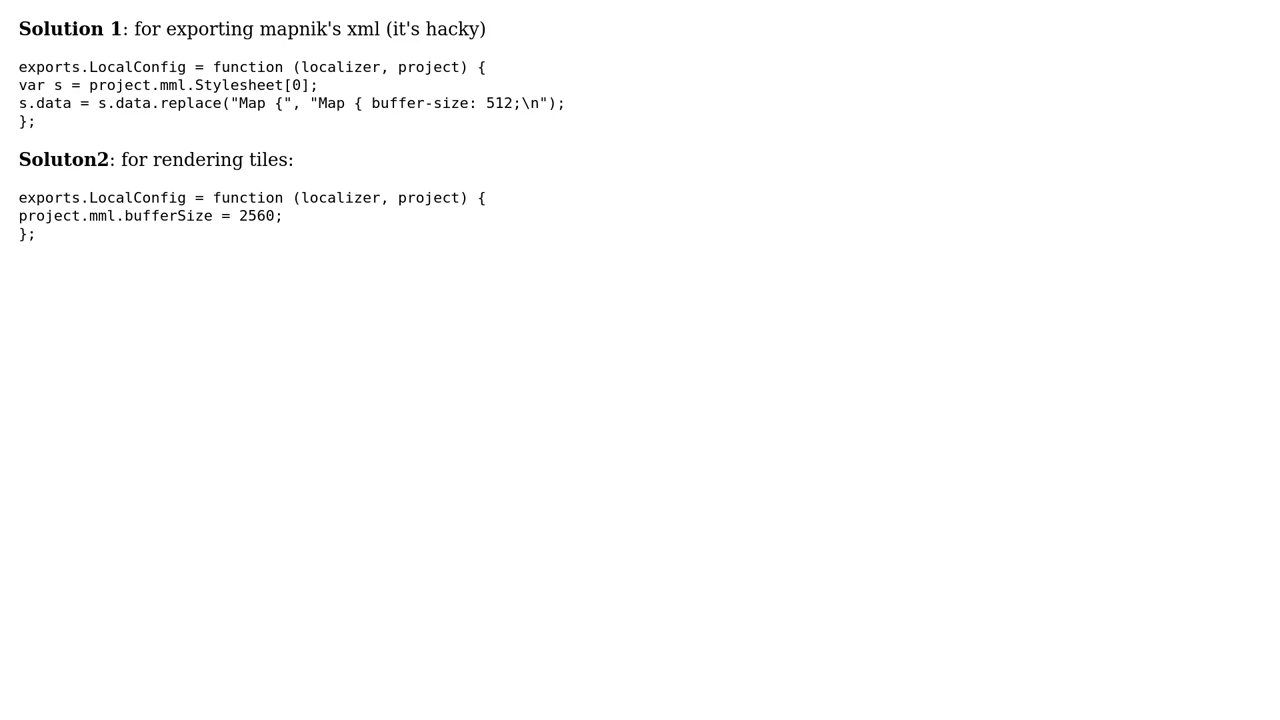 Solution 1: for exporting mapnik's xml (it's hacky)
exports.LocalConfig = function (localizer, project) {
var s = project.mml.Stylesheet[0];
s.data = s.data.replace("Map {", "Map { buffer-size: 512;\n");
};
Soluton2: for rendering tiles:
exports.LocalConfig = function (localizer, project) {
project.mml.bufferSize = 2560;
};